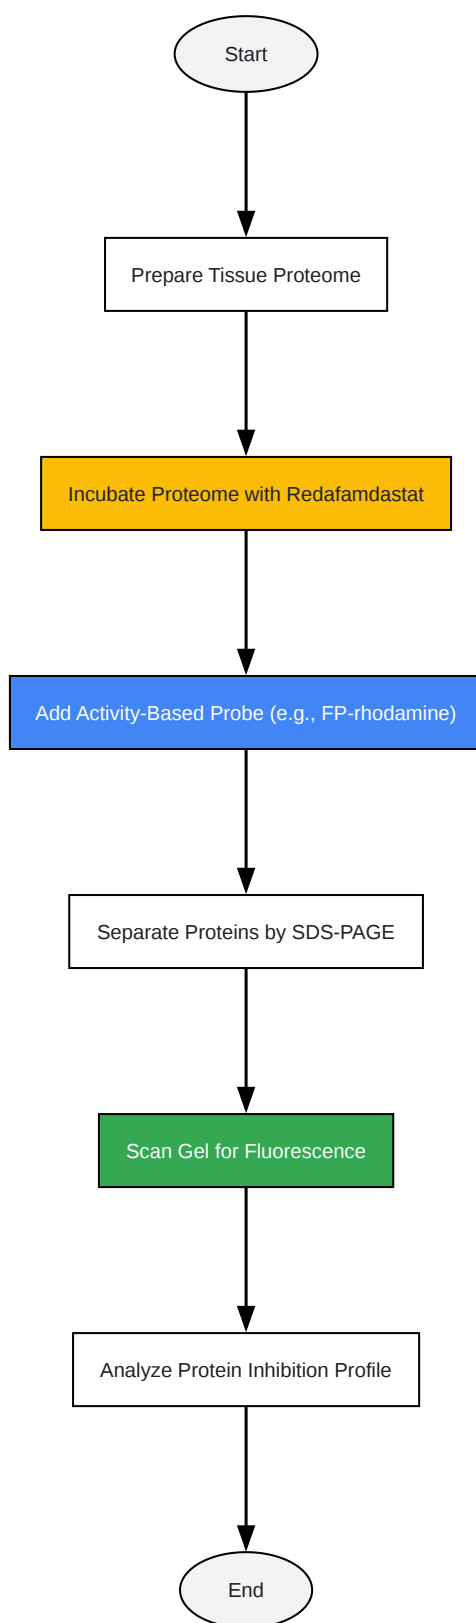 Start
Prepare Tissue Proteome
Incubate Proteome with Redafamdastat
Add Activity-Based Probe (e.g., FP-rhodamine)
Separate Proteins by SDS-PAGE
Scan Gel for Fluorescence
Analyze Protein Inhibition Profile
End